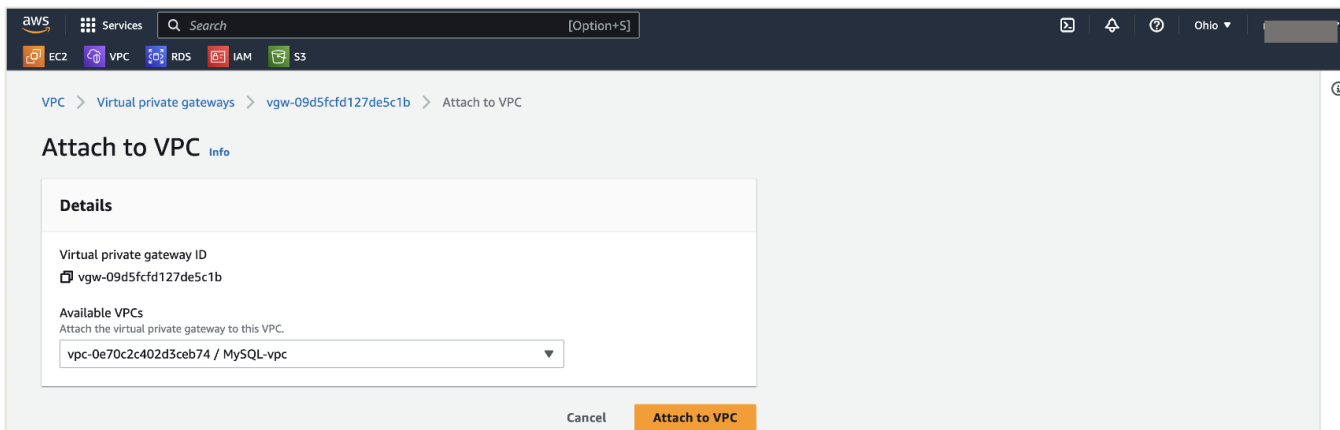 aws Services Search [Option+S] Ohio
EC2 VPC RDS IAM S3
VPC > Virtual private gateways > vgw-09d5fcfd127de5c1b > Attach to VPC
Attach to VPC Info
Details
Virtual private gateway ID
vgw-09d5fcfd127de5c1b
Available VPCs
Attach the virtual private gateway to this VPC.
vpc-0e70c2c402d3ceb74 / MySQL-vpc
Cancel Attach to VPC